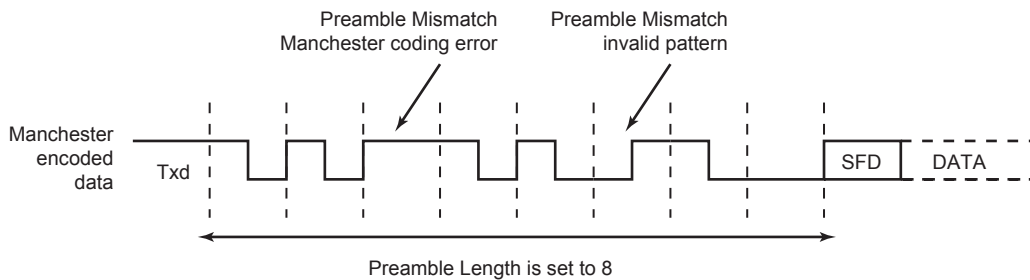 Preamble Mismatch
Manchester coding error
Preamble Mismatch
invalid pattern
Manchester
encoded
data
Txd
SFD
DATA
Preamble Length is set to 8